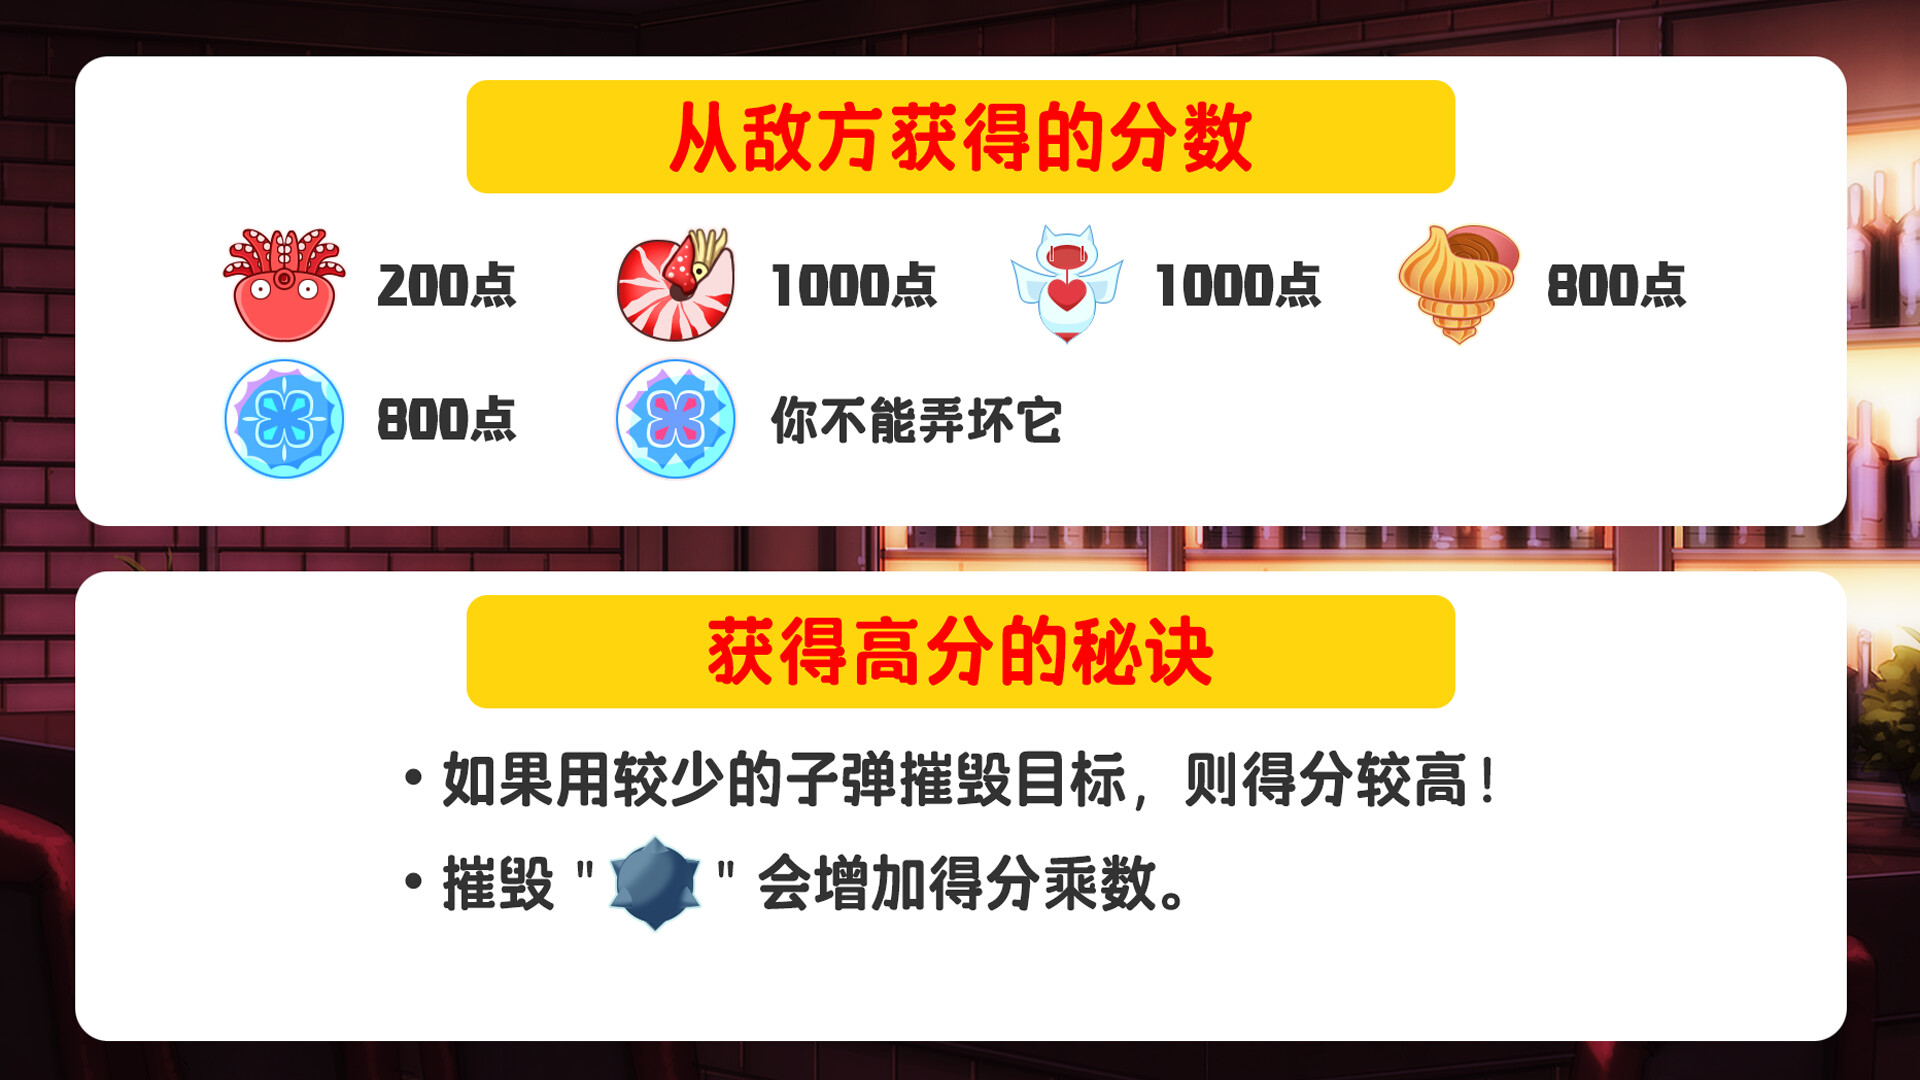 从敌方获得的分数
200点 1000点 1000点 800点
800点 你不能弄坏它
获得高分的秘诀
• 如果用较少的子弹摧毁目标，则得分较高！
• 摧毁 " " 会增加得分乘数。